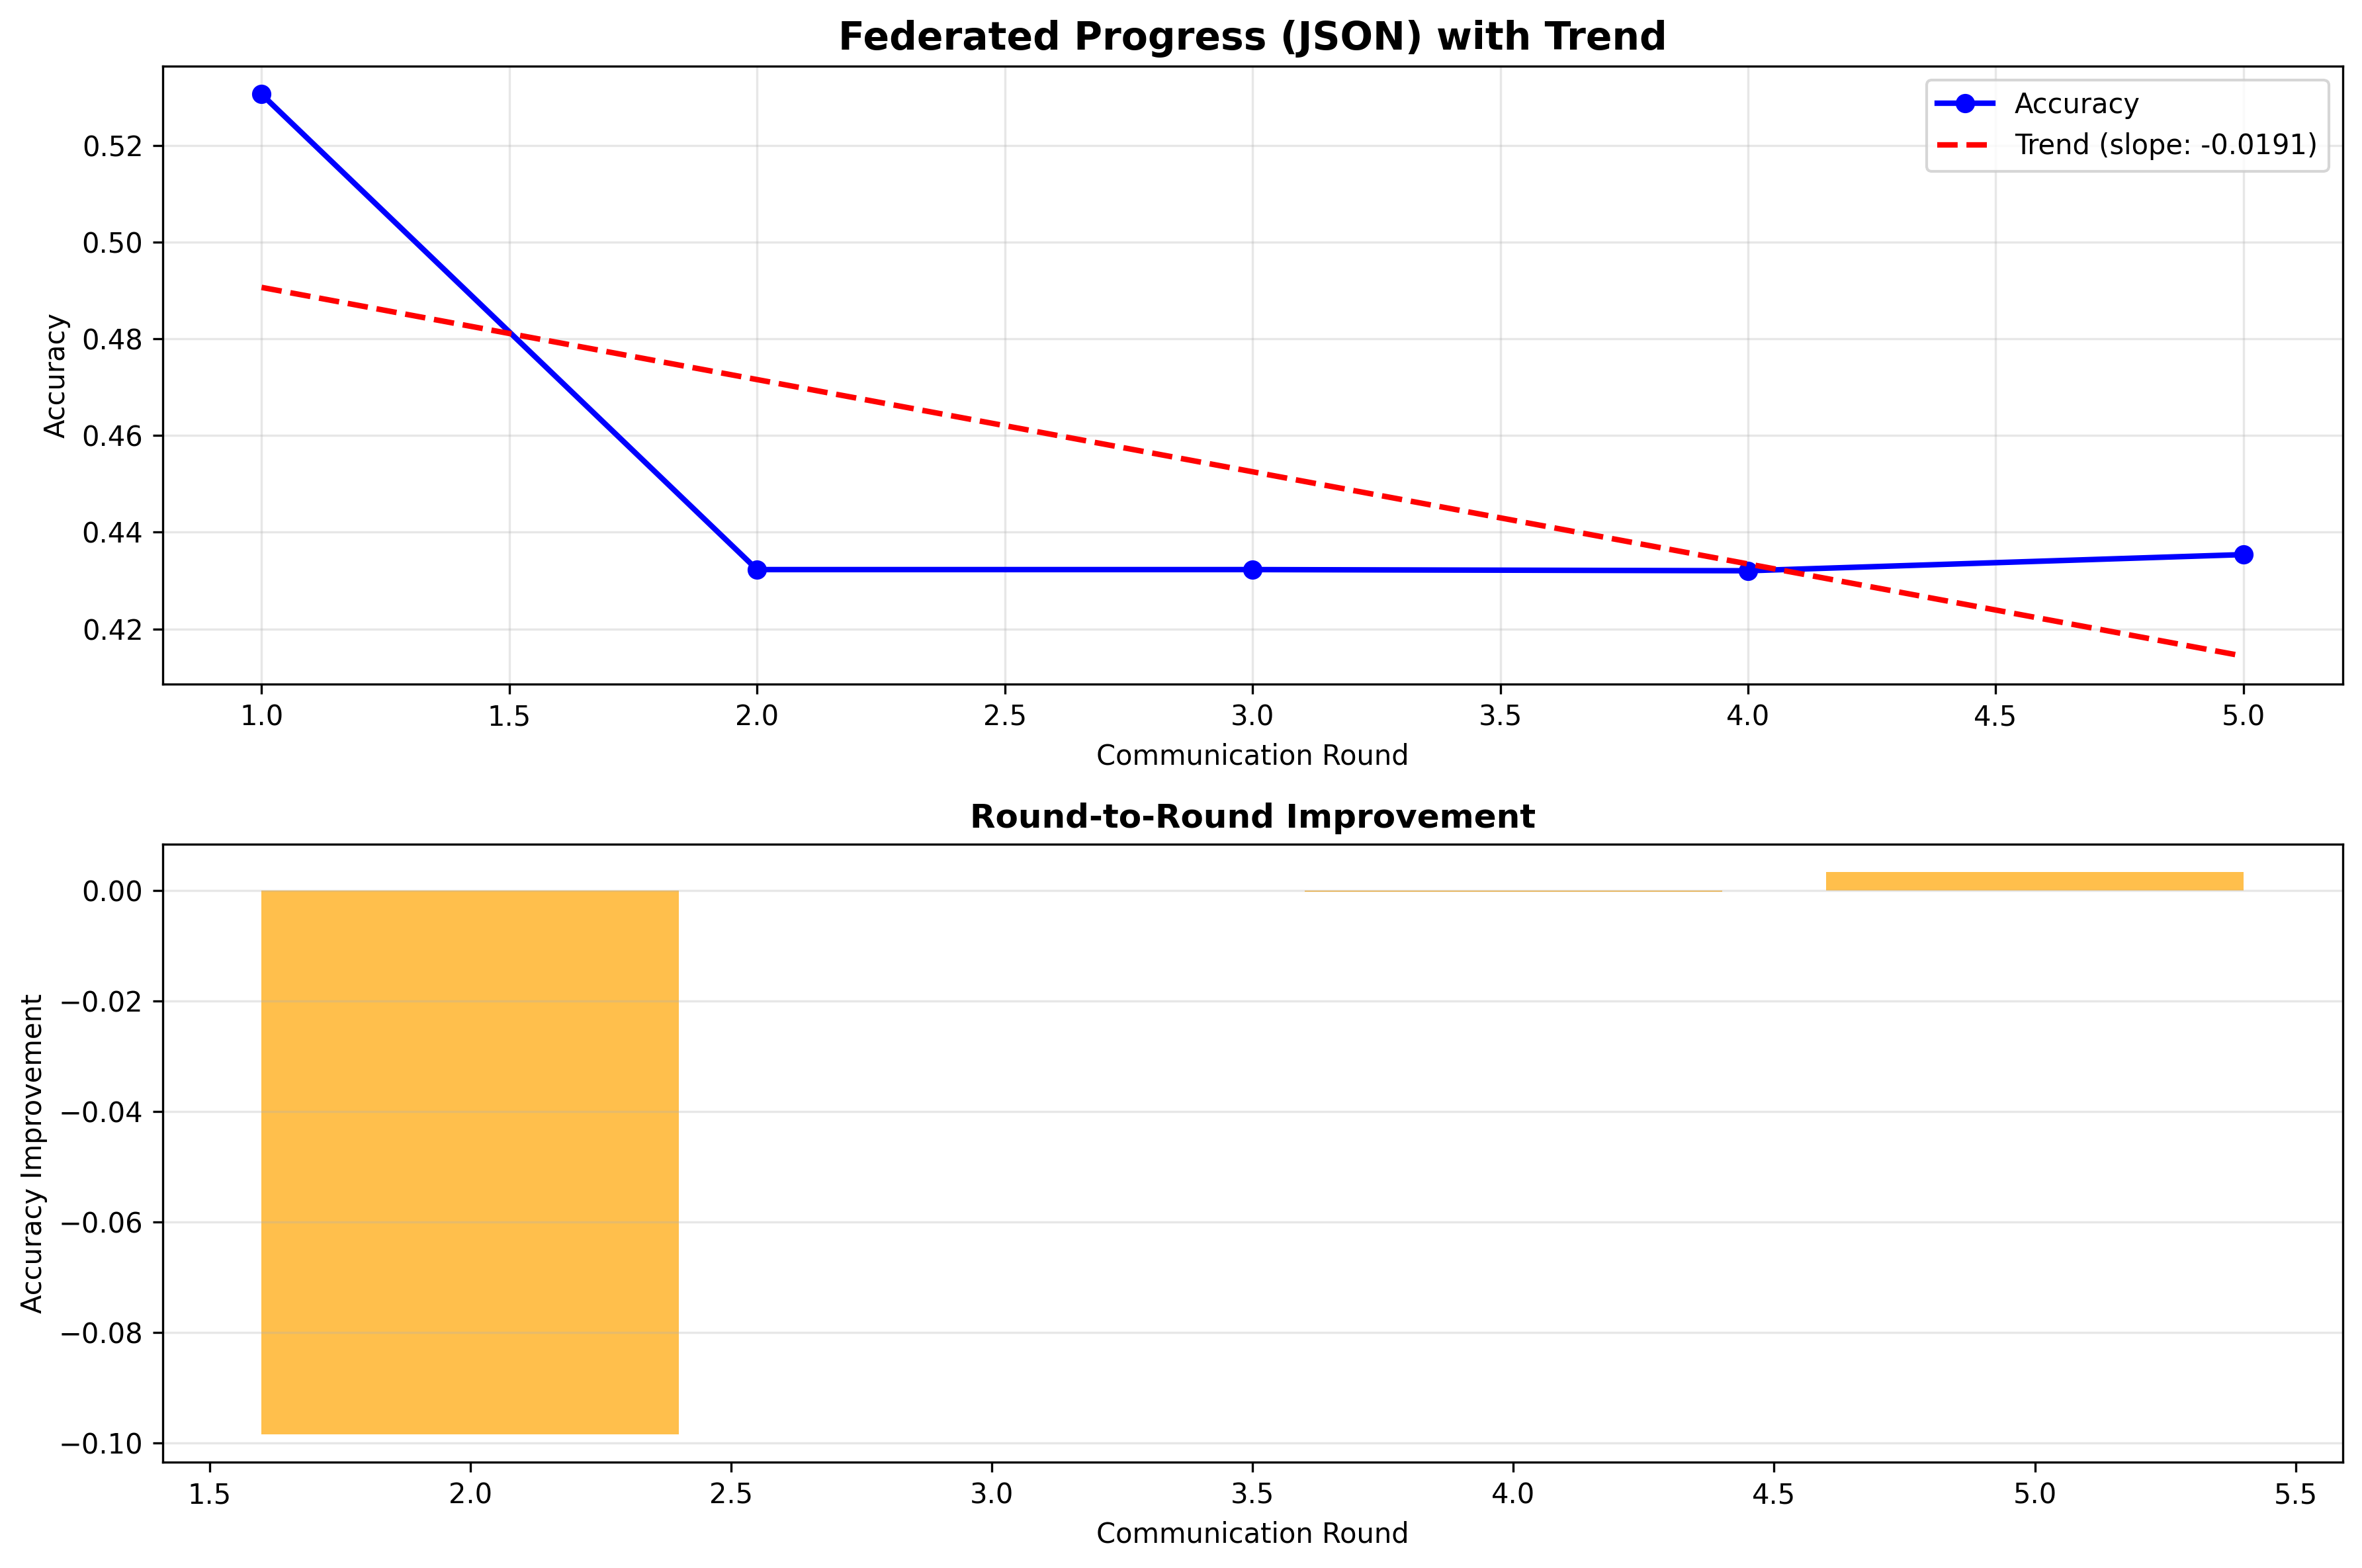 Federated Progress (JSON) with Trend
Accuracy
Trend (slope: -0.0191)
Accuracy
0.52
0.50
0.48
0.46
0.44
0.42
1.0 1.5 2.0 2.5 3.0 3.5 4.0 4.5 5.0
Communication Round
Round-to-Round Improvement
Accuracy Improvement
0.00
−0.02
−0.04
−0.06
−0.08
−0.10
1.5 2.0 2.5 3.0 3.5 4.0 4.5 5.0 5.5
Communication Round